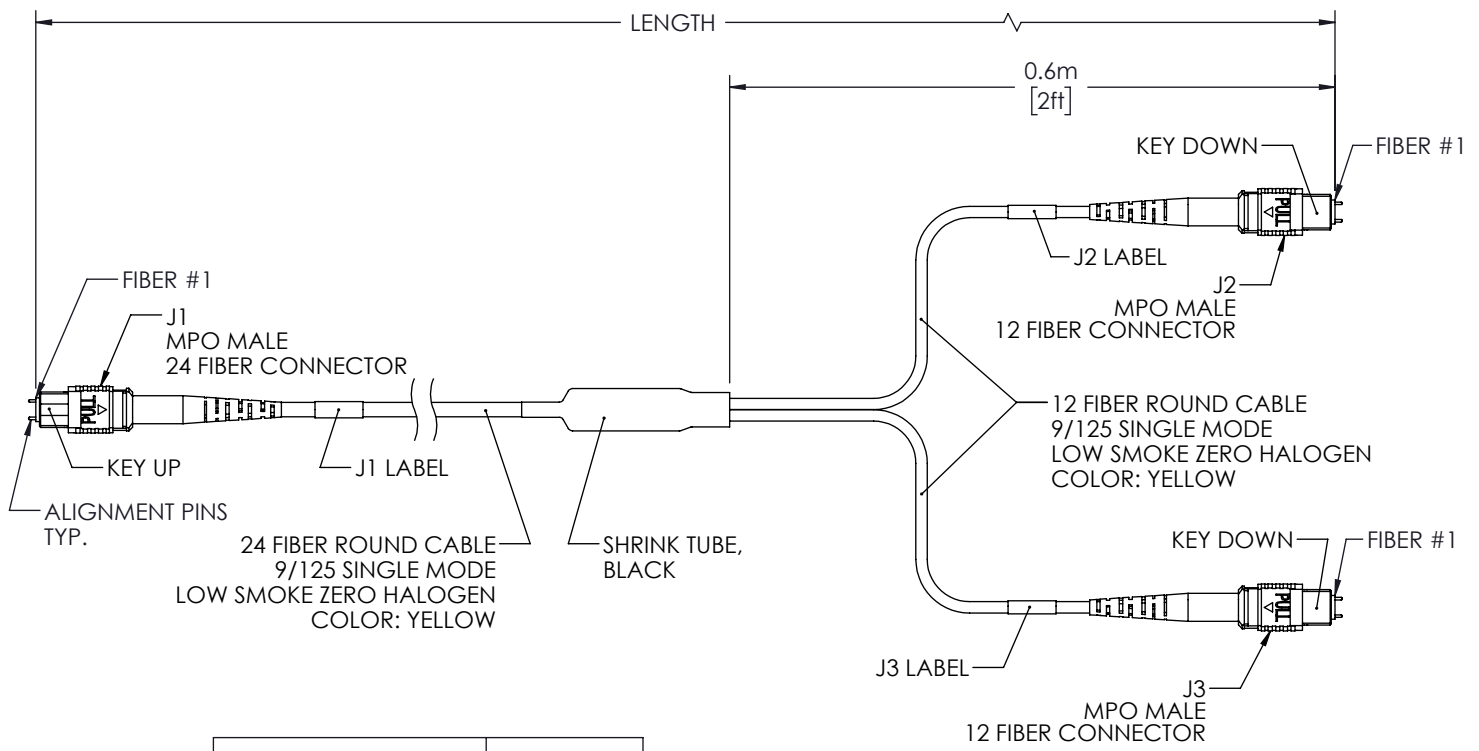 LENGTH
0.6m
[2ft]
KEY DOWN
FIBER #1
PULL
J2 LABEL
J2
MPO MALE
12 FIBER CONNECTOR
FIBER #1
J1
MPO MALE
24 FIBER CONNECTOR
PULL
KEY UP
J1 LABEL
ALIGNMENT PINS
TYP.
12 FIBER ROUND CABLE
9/125 SINGLE MODE
LOW SMOKE ZERO HALOGEN
COLOR: YELLOW
24 FIBER ROUND CABLE
9/125 SINGLE MODE
LOW SMOKE ZERO HALOGEN
COLOR: YELLOW
SHRINK TUBE,
BLACK
KEY DOWN
FIBER #1
PULL
J3 LABEL
J3
MPO MALE
12 FIBER CONNECTOR